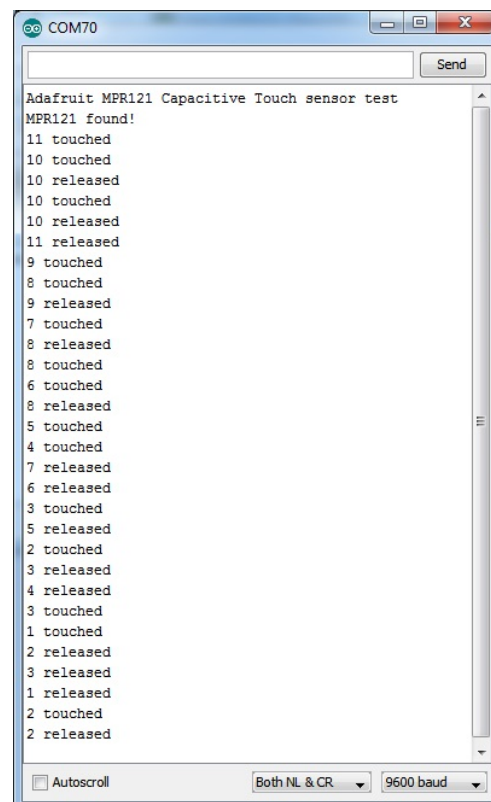 COM70
Send
Adafruit MPR121 Capacitive Touch sensor test
MPR121 found!
11 touched
10 touched
10 released
10 touched
10 released
11 released
9 touched
8 touched
9 released
7 touched
8 released
8 touched
6 touched
8 released
5 touched
4 touched
7 released
6 released
3 touched
5 released
2 touched
3 released
4 released
3 touched
1 touched
2 released
3 released
1 released
2 touched
2 released
Autoscroll Both NL & CR 9600 baud